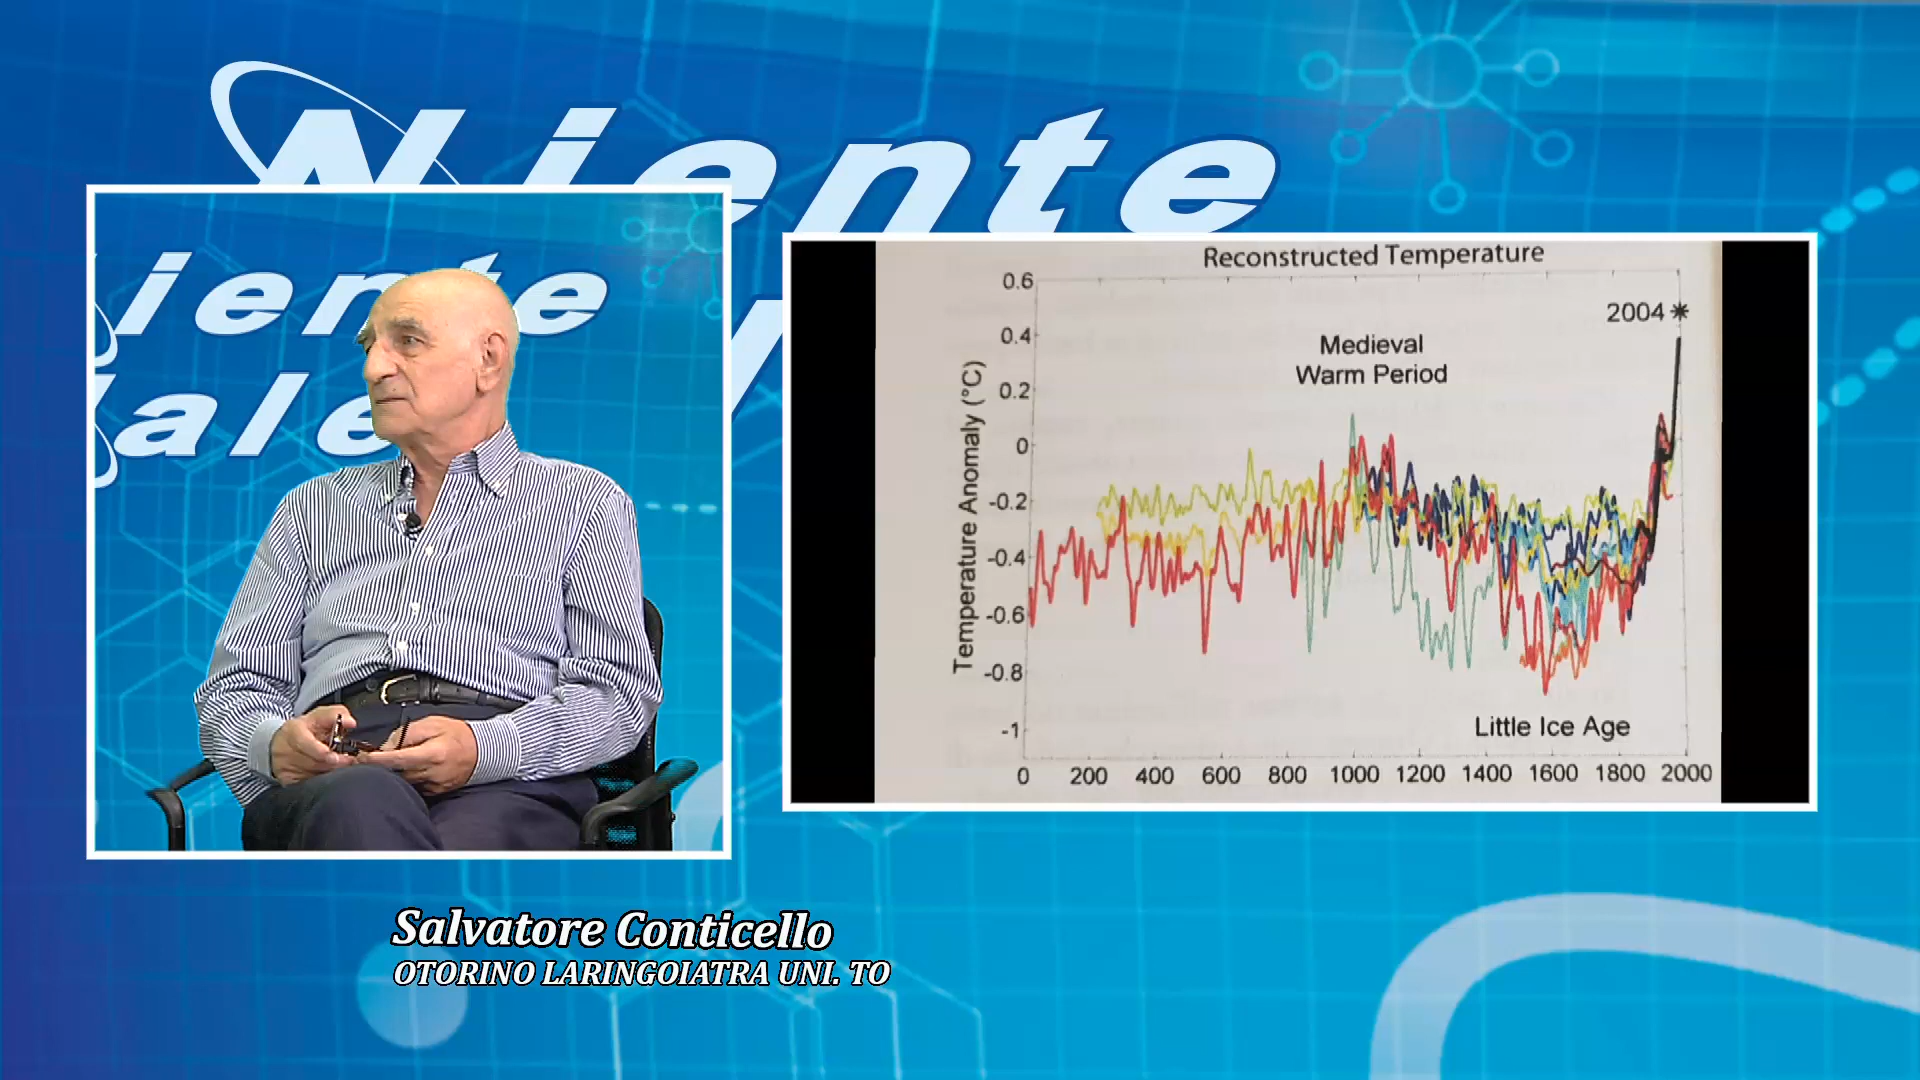 Niente
iente
ale
Salvatore Conticello
OTORINO LARINGOIATRA UNI. TO
Reconstructed Temperature
0.6
0.4
0.2
0
-0.2
-0.4
-0.6
-0.8
-1
Temperature Anomaly (°C)
2004
Medieval
Warm Period
Little Ice Age
0 200 400 600 800 1000 1200 1400 1600 1800 2000